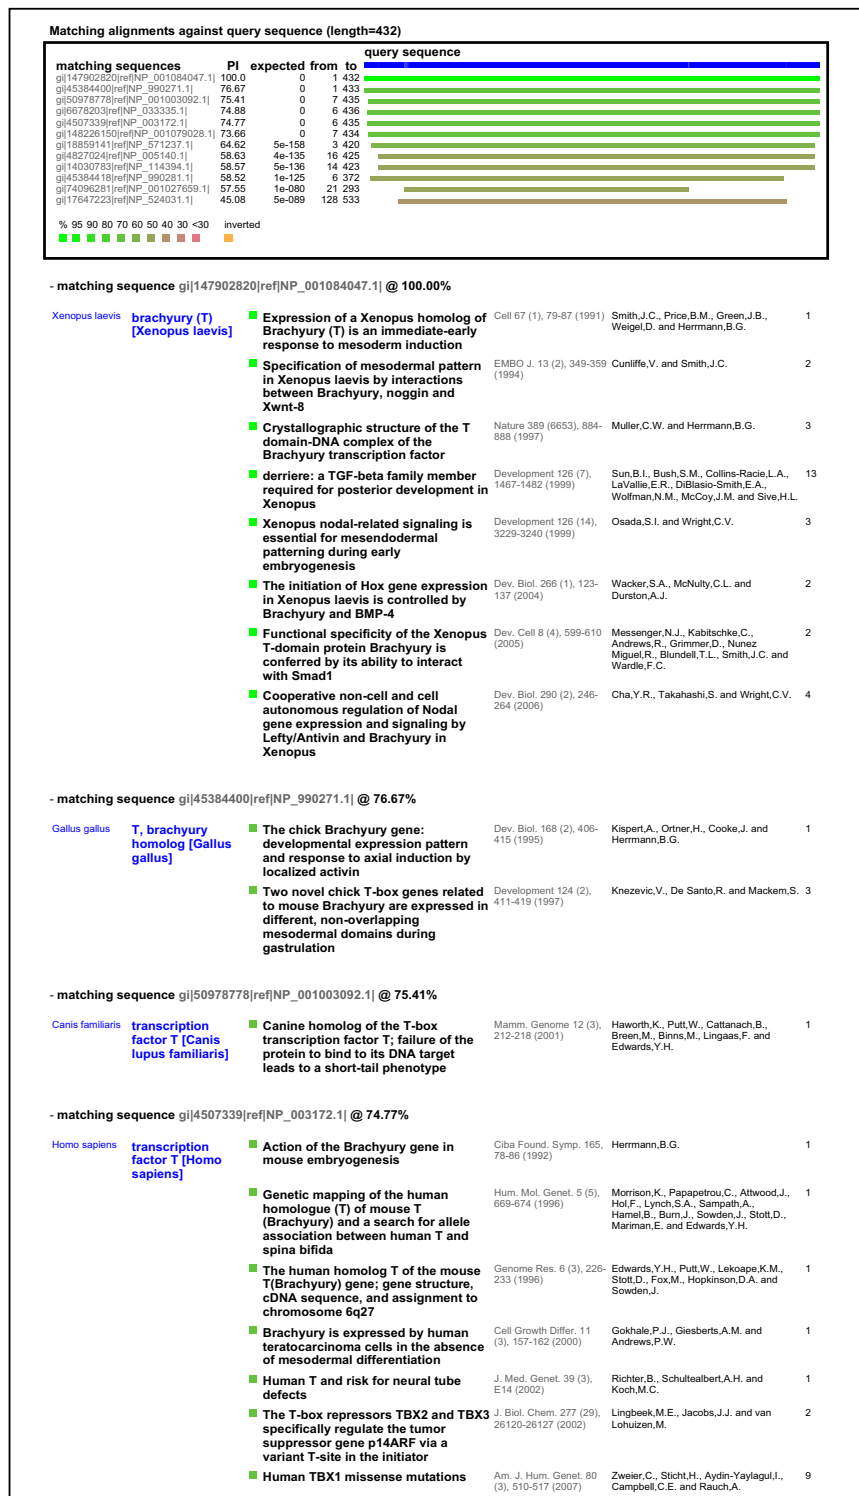 Matching alignments against query sequence (length=432)
query sequence
matching sequences PI expected from to
gi|147902820|ref|NP_001084047.1| 100.0 0 1 432
gi|45384400|ref|NP_990271.1| 76.67 0 1 433
gi|50978778|ref|NP_001003092.1| 75.41 0 7 435
gi|6678203|ref|NP_033335.1| 74.88 0 6 436
gi|4507339|ref|NP_003172.1| 74.77 0 6 435
gi|148226150|ref|NP_001079028.1| 73.66 0 7 434
gi|18859141|ref|NP_571237.1| 64.62 5e-158 3 420
gi|4827024|ref|NP_005140.1| 58.63 4e-135 16 425
gi|14030783|ref|NP_114394.1| 58.57 5e-136 14 423
gi|45384418|ref|NP_990281.1| 58.52 1e-125 6 372
gi|74096281|ref|NP_001027659.1| 57.55 1e-080 21 293
gi|17647223|ref|NP_524031.1| 45.08 5e-089 128 533
% 95 90 80 70 60 50 40 30 <30 inverted
- matching sequence gi|147902820|ref|NP_001084047.1| @ 100.00%
Xenopus laevis
brachyury (T)
[Xenopus laevis]
Expression of a Xenopus homolog of
Brachyury (T) is an immediate-early
response to mesoderm induction
Cell 67 (1), 79-87 (1991)
Smith,J.C., Price,B.M., Green,J.B.,
Weigel,D. and Herrmann,B.G.
1
Specification of mesodermal pattern
in Xenopus laevis by interactions
between Brachyury, noggin and
Xwnt-8
EMBO J. 13 (2), 349-359
(1994)
Cunliffe,V. and Smith,J.C.
2
Crystallographic structure of the T
domain-DNA complex of the
Brachyury transcription factor
Nature 389 (6653), 884-
888 (1997)
Muller,C.W. and Herrmann,B.G.
3
derriere: a TGF-beta family member
required for posterior development in
Xenopus
Development 126 (7),
1467-1482 (1999)
Sun,B.I., Bush,S.M., Collins-Racie,L.A.,
LaVallie,E.R., DiBlasio-Smith,E.A.,
Wolfman,N.M., McCoy,J.M. and Sive,H.L.
13
Xenopus nodal-related signaling is
essential for mesendodermal
patterning during early
embryogenesis
Development 126 (14),
3229-3240 (1999)
Osada,S.I. and Wright,C.V.
3
The initiation of Hox gene expression
in Xenopus laevis is controlled by
Brachyury and BMP-4
Dev. Biol. 266 (1), 123-
137 (2004)
Wacker,S.A., McNulty,C.L. and
Durston,A.J.
2
Functional specificity of the Xenopus
T-domain protein Brachyury is
conferred by its ability to interact
with Smad1
Dev. Cell 8 (4), 599-610
(2005)
Messenger,N.J., Kabitschke,C.,
Andrews,R., Grimmer,D., Nunez
Miguel,R., Blundell,T.L., Smith,J.C. and
Wardle,F.C.
2
Cooperative non-cell and cell
autonomous regulation of Nodal
gene expression and signaling by
Lefty/Antivin and Brachyury in
Xenopus
Dev. Biol. 290 (2), 246-
264 (2006)
Cha,Y.R., Takahashi,S. and Wright,C.V.
4
- matching sequence gi|45384400|ref|NP_990271.1| @ 76.67%
Gallus gallus
T, brachyury
homolog [Gallus
gallus]
The chick Brachyury gene:
developmental expression pattern
and response to axial induction by
localized activin
Dev. Biol. 168 (2), 406-
415 (1995)
Kispert,A., Ortner,H., Cooke,J. and
Herrmann,B.G.
1
Two novel chick T-box genes related
to mouse Brachyury are expressed in
different, non-overlapping
mesodermal domains during
gastrulation
Development 124 (2),
411-419 (1997)
Knezevic,V., De Santo,R. and Mackem,S.
3
- matching sequence gi|50978778|ref|NP_001003092.1| @ 75.41%
Canis familiaris
transcription
factor T [Canis
lupus familiaris]
Canine homolog of the T-box
transcription factor T; failure of the
protein to bind to its DNA target
leads to a short-tail phenotype
Mamm. Genome 12 (3),
212-218 (2001)
Haworth,K., Putt,W., Cattanach,B.,
Breen,M., Binns,M., Lingaas,F. and
Edwards,Y.H.
1
- matching sequence gi|4507339|ref|NP_003172.1| @ 74.77%
Homo sapiens
transcription
factor T [Homo
sapiens]
Action of the Brachyury gene in
mouse embryogenesis
Ciba Found. Symp. 165,
78-86 (1992)
Herrmann,B.G.
1
Genetic mapping of the human
homologue (T) of mouse T
(Brachyury) and a search for allele
association between human T and
spina bifida
Hum. Mol. Genet. 5 (5),
669-674 (1996)
Morrison,K., Papapetrou,C., Attwood,J.,
Hol,F., Lynch,S.A., Sampath,A.,
Hamel,B., Burn,J., Sowden,J., Stott,D.,
Mariman,E. and Edwards,Y.H.
1
The human homolog T of the mouse
T(Brachyury) gene; gene structure,
cDNA sequence, and assignment to
chromosome 6q27
Genome Res. 6 (3), 226-
233 (1996)
Edwards,Y.H., Putt,W., Lekoape,K.M.,
Stott,D., Fox,M., Hopkinson,D.A. and
Sowden,J.
1
Brachyury is expressed by human
teratocarcinoma cells in the absence
of mesodermal differentiation
Cell Growth Differ. 11
(3), 157-162 (2000)
Gokhale,P.J., Giesberts,A.M. and
Andrews,P.W.
1
Human T and risk for neural tube
defects
J. Med. Genet. 39 (3),
E14 (2002)
Richter,B., Schultealbert,A.H. and
Koch,M.C.
1
The T-box repressors TBX2 and TBX3
specifically regulate the tumor
suppressor gene p14ARF via a
variant T-site in the initiator
J. Biol. Chem. 277 (29),
26120-26127 (2002)
Lingbeek,M.E., Jacobs,J.J. and van
Lohuizen,M.
2
Human TBX1 missense mutations
Am. J. Hum. Genet. 80
(3), 510-517 (2007)
Zweier,C., Sticht,H., Aydin-Yaylagul,I.,
Campbell,C.E. and Rauch,A.
9